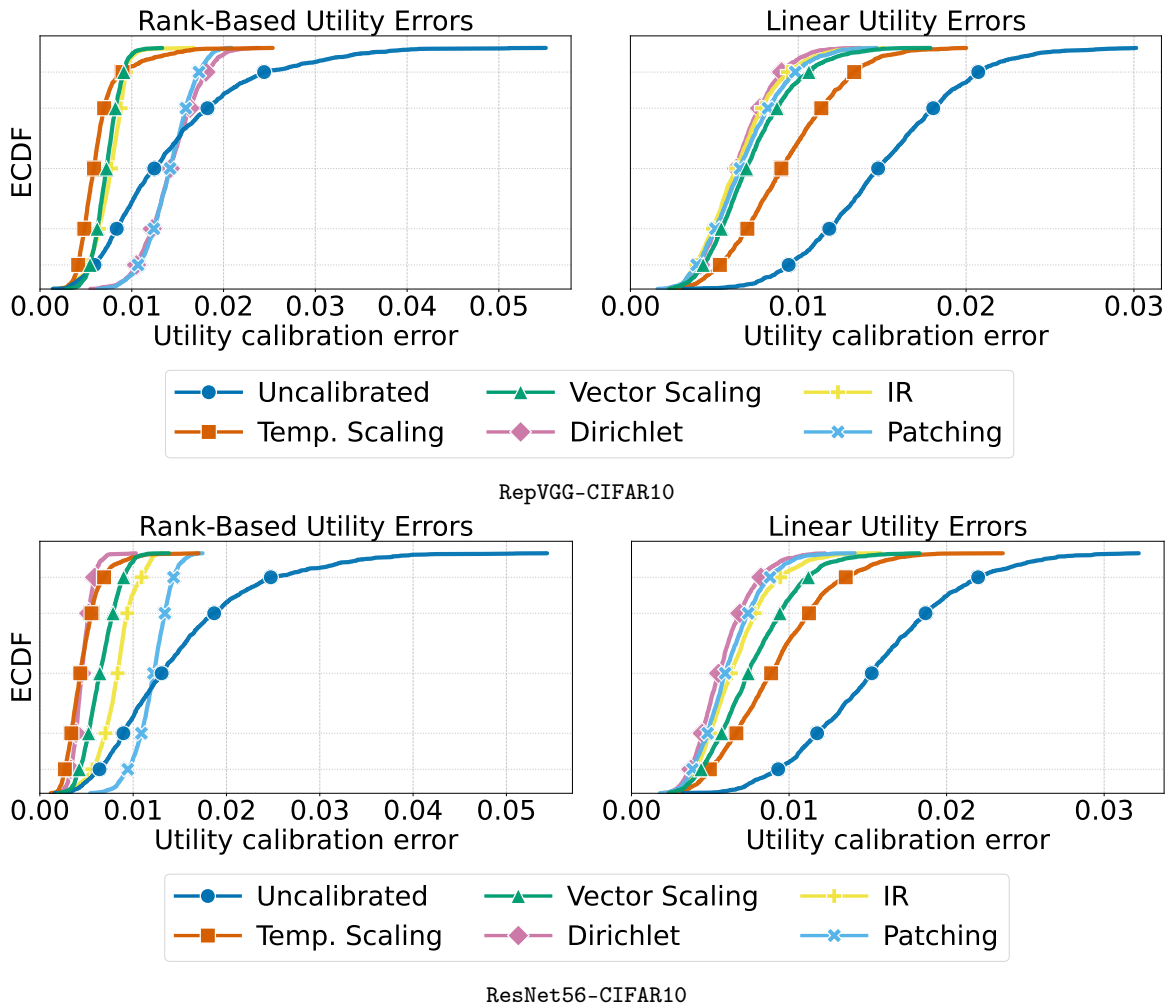 Rank-Based Utility Errors
Linear Utility Errors
ECDF
0.00 0.01 0.02 0.03 0.04 0.05
0.00 0.01 0.02 0.03
Utility calibration error
Utility calibration error
Uncalibrated
Vector Scaling
IR
Temp. Scaling
Dirichlet
Patching
RepVGG-CIFAR10
Rank-Based Utility Errors
Linear Utility Errors
ECDF
0.00 0.01 0.02 0.03 0.04 0.05
0.00 0.01 0.02 0.03
Utility calibration error
Utility calibration error
Uncalibrated
Vector Scaling
IR
Temp. Scaling
Dirichlet
Patching
ResNet56-CIFAR10